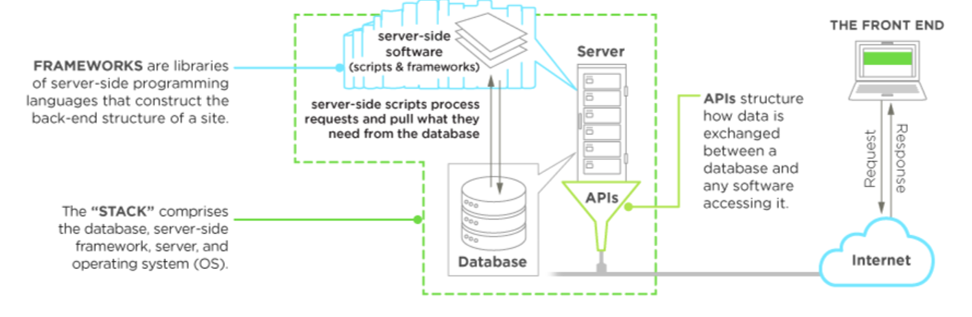 FRAMEWORKS are libraries
of server-side programming
languages that construct the
back-end structure of a site.
The “STACK” comprises
the database, server-side
framework, server, and
operating system (OS).
server-side
software
(scripts & frameworks)
server-side scripts process
requests and pull what they
need from the database
Database
Server
APIs
APIs structure
how data is
exchanged
between a
database and
any software
accessing it.
THE FRONT END
Request
Response
Internet